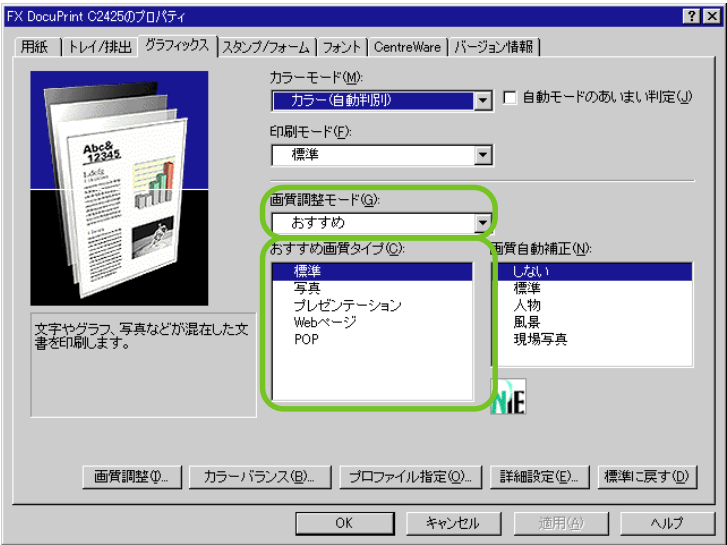 FX DocuPrint C2425のプロパティ
用紙 トレイ/排出 グラフィックス スタンプ/フォーム フォント CentreWare バージョン情報
カラーモード(M):
カラー(自動判別) 自動モードのあいまい判定(J)
印刷モード(F):
標準
画質調整モード(G):
おすすめ
おすすめ画質タイプ(C):
標準
写真
プレゼンテーション
Webページ
POP
画質自動補正(N):
しない
標準
人物
風景
現場写真
Abc&
12345
文字やグラフ、写真などが混在した文
書を印刷します。
画質調整(I)... カラーバランス(B)... プロファイル指定(O)... 詳細設定(E)... 標準に戻す(D)
OK キャンセル 適用(A) ヘルプ